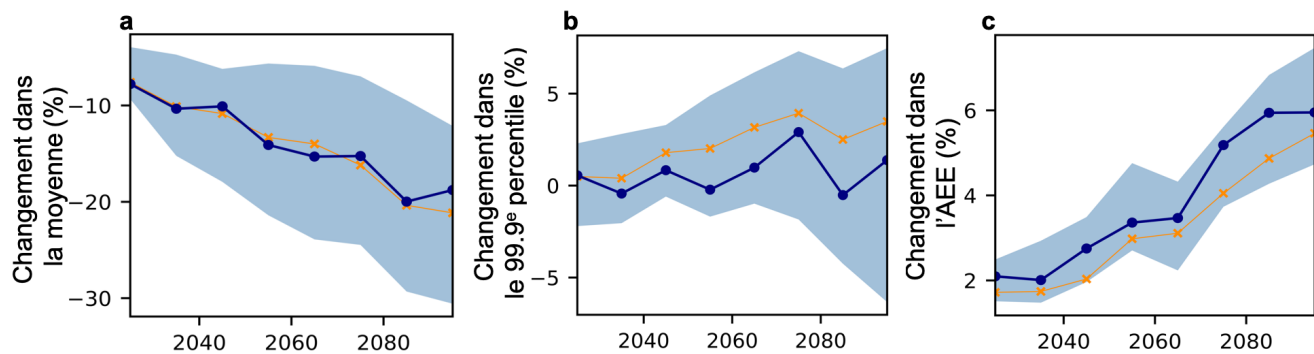 a
Changement dans
la moyenne (%)
−10
−20
−30
2040
2060
2080
b
Changement dans
le 99.9ᵉ percentile (%)
5
0
−5
2040
2060
2080
c
Changement dans
l'AEE (%)
6
4
2
2040
2060
2080